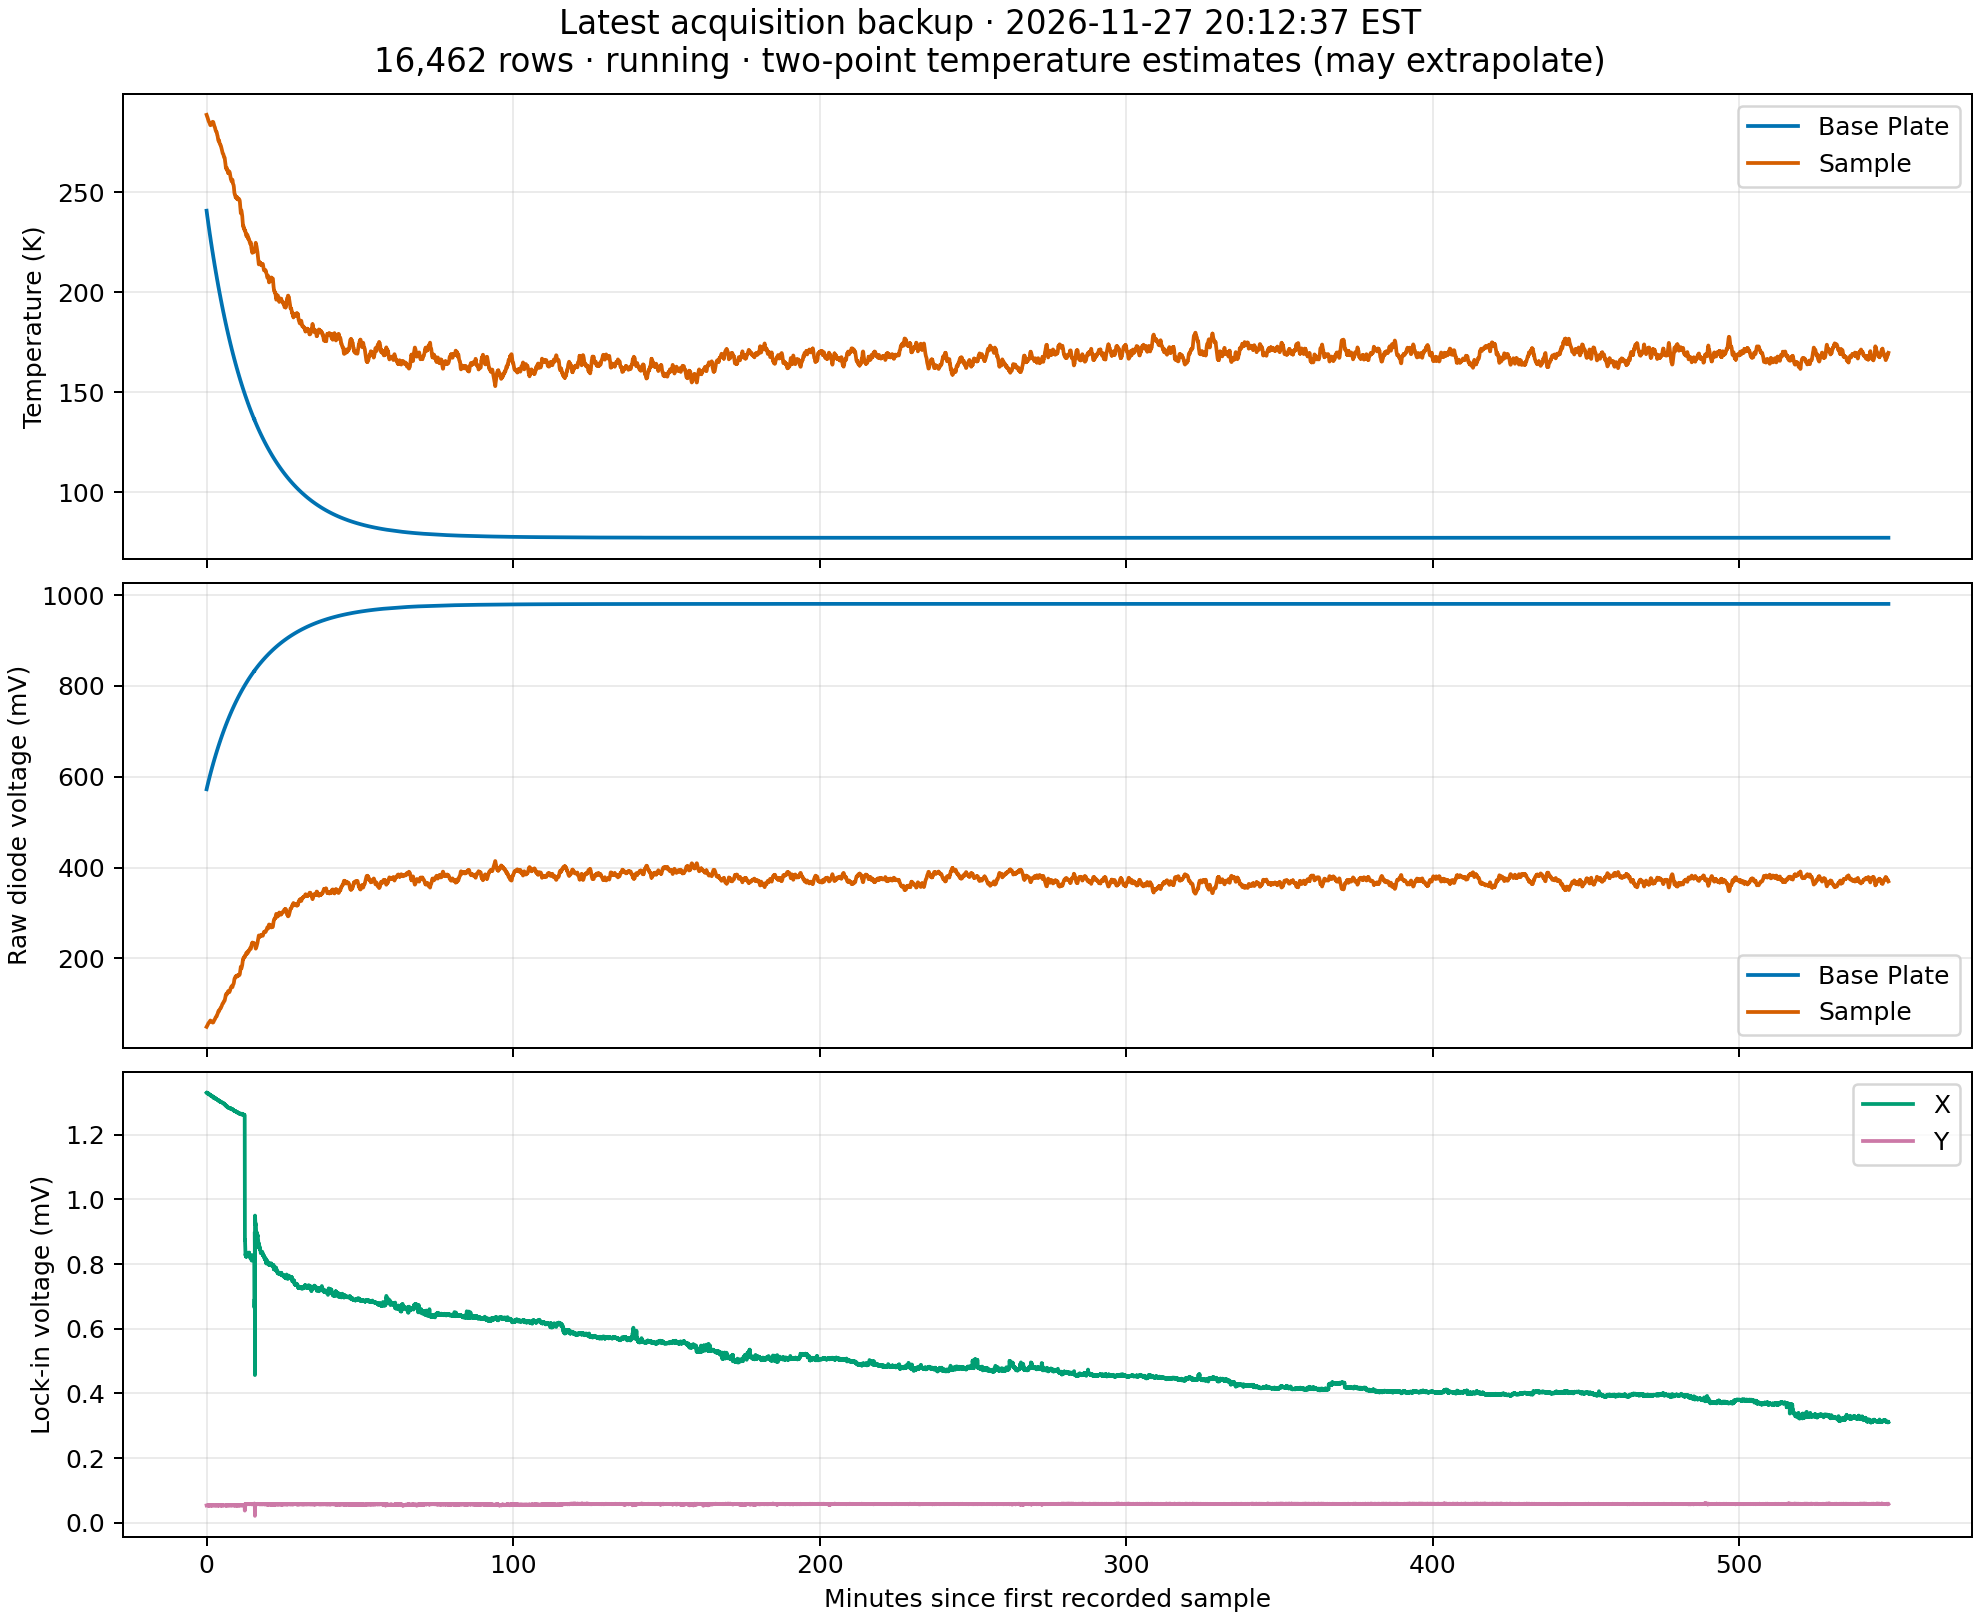 Latest acquisition backup · 2026-11-27 20:12:37 EST
16,462 rows · running · two-point temperature estimates (may extrapolate)
Temperature (K)
250
200
150
100
Base Plate
Sample
Raw diode voltage (mV)
1000
800
600
400
200
Base Plate
Sample
Lock-in voltage (mV)
1.2
1.0
0.8
0.6
0.4
0.2
0.0
X
Y
0 100 200 300 400 500
Minutes since first recorded sample